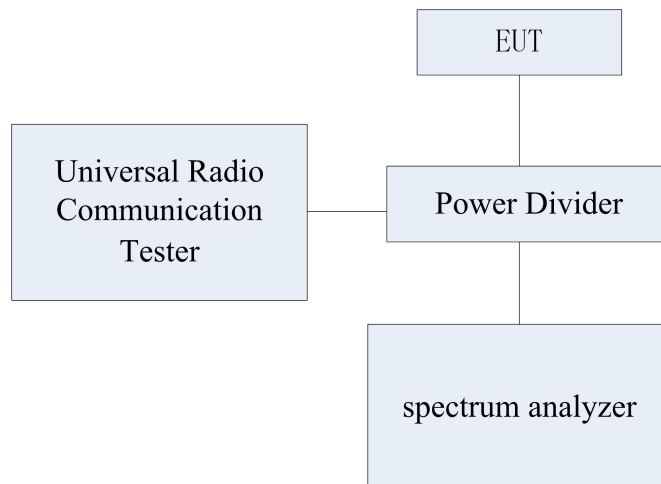 EUT
Universal Radio
Communication
Tester
Power Divider
spectrum analyzer